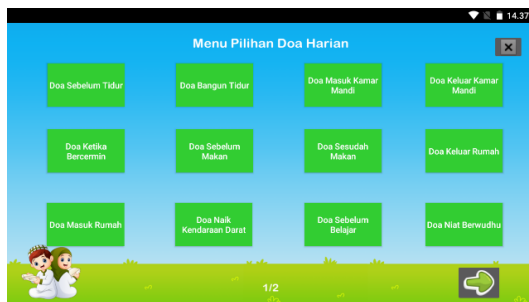 14.37
Menu Pilihan Doa Harian
Doa Sebelum Tidur
Doa Bangun Tidur
Doa Masuk Kamar
Mandi
Doa Keluar Kamar
Mandi
Doa Ketika
Bercermin
Doa Sebelum
Makan
Doa Sesudah
Makan
Doa Keluar Rumah
Doa Masuk Rumah
Doa Naik
Kendaraan Darat
Doa Sebelum
Belajar
Doa Niat Berwudhu
1/2